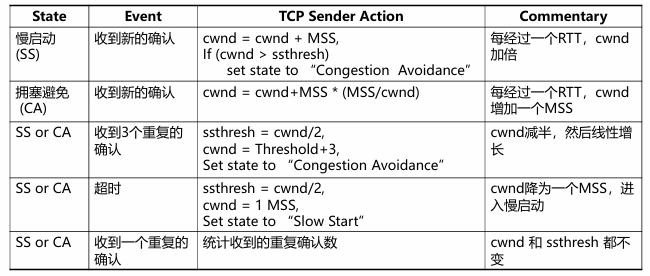 State Event TCP Sender Action Commentary
慢启动 收到新的确认 cwnd = cwnd + MSS, 每经过一个RTT，cwnd
(SS) If (cwnd > ssthresh) 加倍
set state to “Congestion Avoidance”
拥塞避免 收到新的确认 cwnd = cwnd+MSS * (MSS/cwnd) 每经过一个RTT，cwnd
(CA) 增加一个MSS
SS or CA 收到3个重复的 ssthresh = cwnd/2, cwnd减半，然后线性增
确认 cwnd = Threshold+3, 长
Set state to “Congestion Avoidance”
SS or CA 超时 ssthresh = cwnd/2, cwnd降为一个MSS，进
cwnd = 1 MSS, 入慢启动
Set state to “Slow Start”
SS or CA 收到一个重复的 统计收到的重复确认数 cwnd 和 ssthresh 都不
确认 变